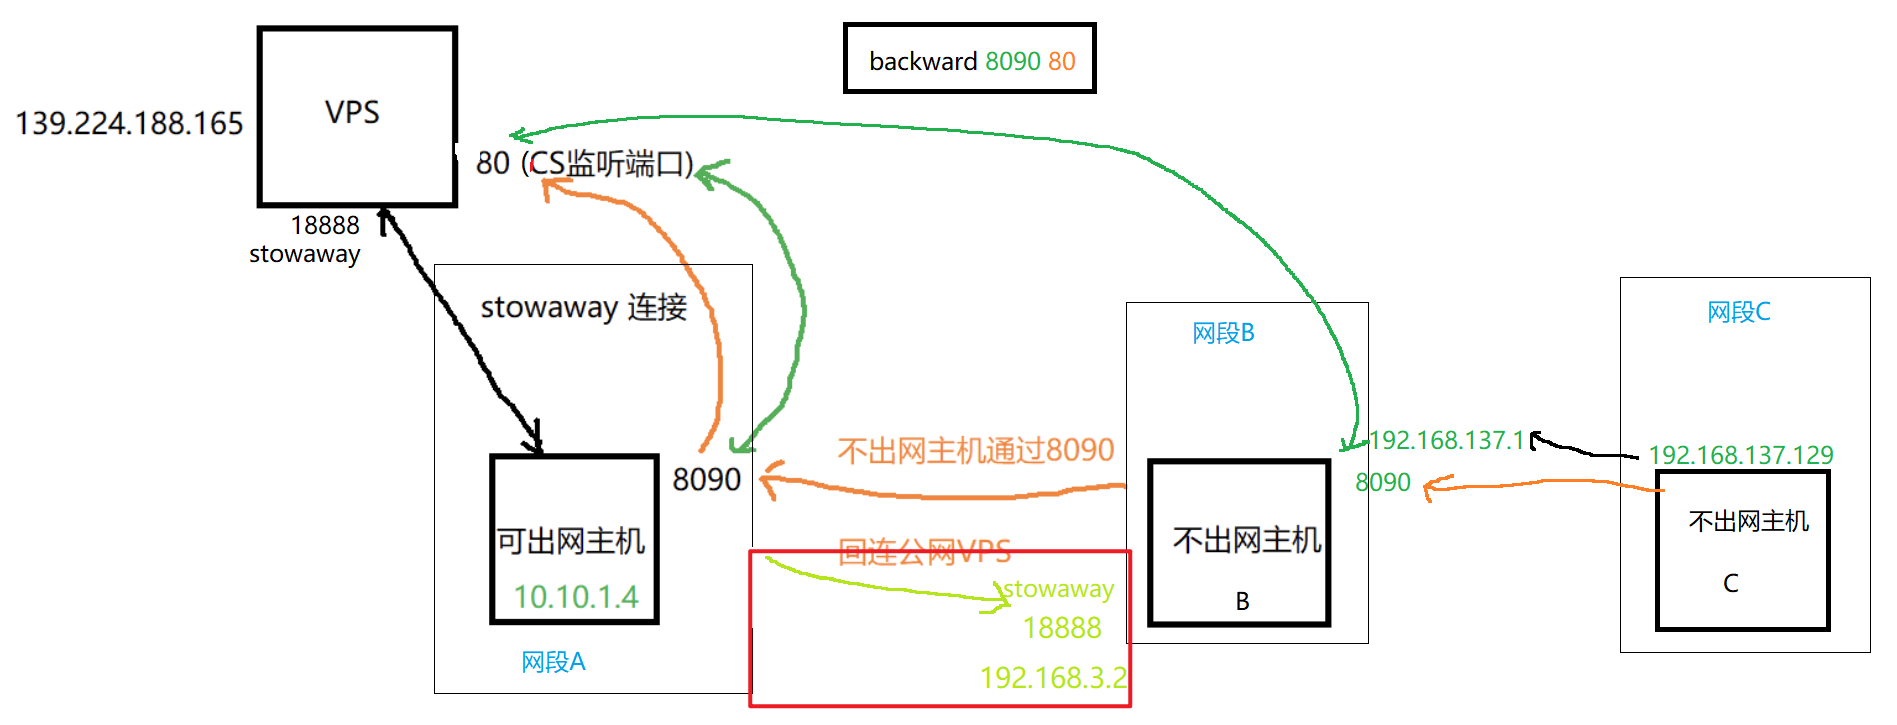 backward 8090 80
VPS
139.224.188.165
80 (CS监听端口)
18888
stowaway
stowaway 连接
网段B
网段C
不出网主机通过8090
192.168.137.1
192.168.137.129
8090
8090
可出网主机
10.10.1.4
回连公网VPS
stowaway
18888
192.168.3.2
不出网主机
B
不出网主机
C
网段A